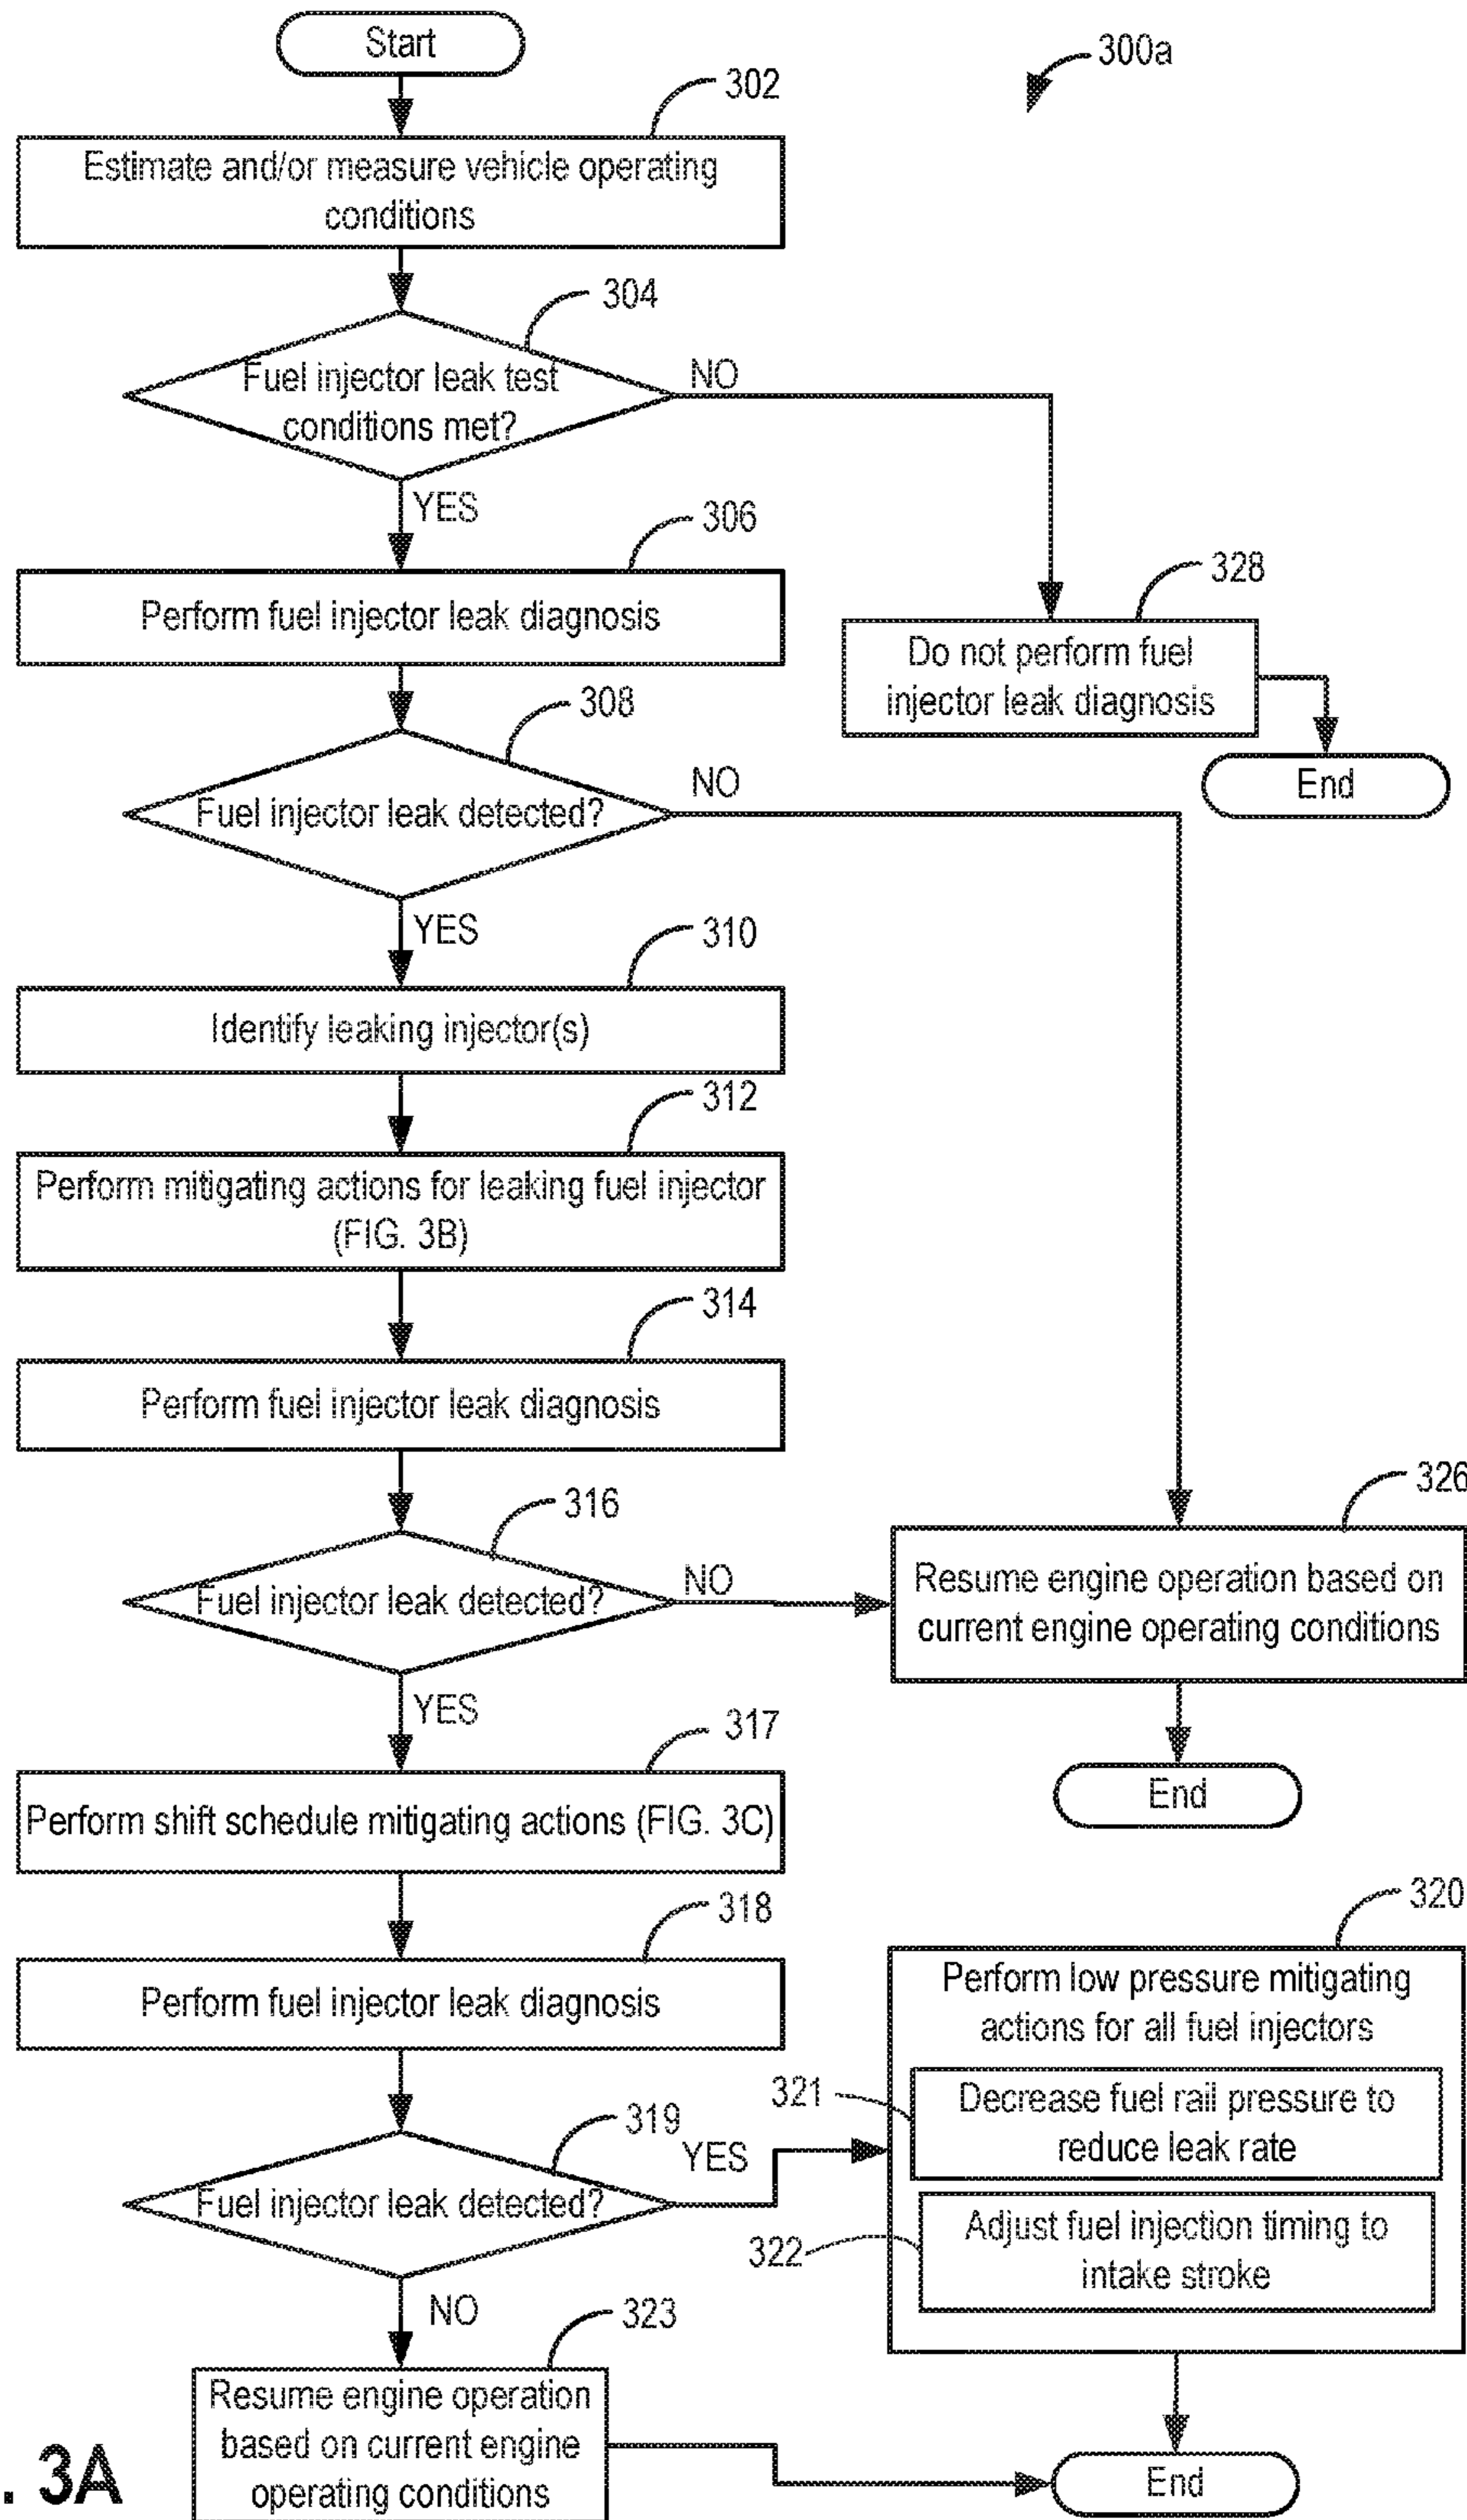 Start
300a
302
Estimate and/or measure vehicle operating
conditions
304
Fuel injector leak test
conditions met?
NO
YES
306
Perform fuel injector leak diagnosis
328
Do not perform fuel
injector leak diagnosis
End
308
Fuel injector leak detected?
NO
YES
310
Identify leaking injector(s)
312
Perform mitigating actions for leaking fuel injector
(FIG. 3B)
314
Perform fuel injector leak diagnosis
316
Fuel injector leak detected?
NO
326
Resume engine operation based on
current engine operating conditions
End
YES
317
Perform shift schedule mitigating actions (FIG. 3C)
318
Perform fuel injector leak diagnosis
319
Fuel injector leak detected?
YES
320
Perform low pressure mitigating
actions for all fuel injectors
321
Decrease fuel rail pressure to
reduce leak rate
322
Adjust fuel injection timing to
intake stroke
NO
323
Resume engine operation
based on current engine
operating conditions
End
. 3A